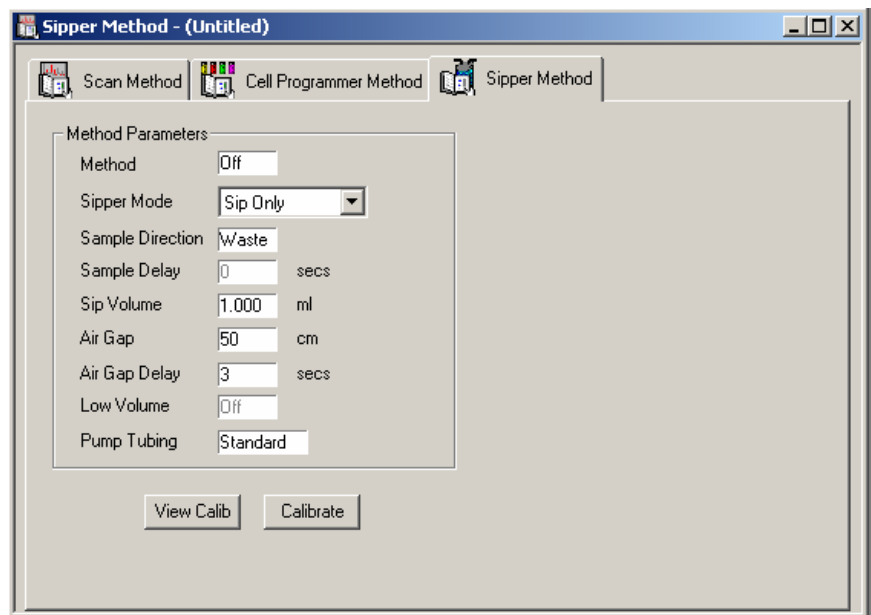 Sipper Method - (Untitled)
Scan Method Cell Programmer Method Sipper Method
Method Parameters
Method Off
Sipper Mode Sip Only
Sample Direction Waste
Sample Delay 0 secs
Sip Volume 1.000 ml
Air Gap 50 cm
Air Gap Delay 3 secs
Low Volume Off
Pump Tubing Standard
View Calib Calibrate